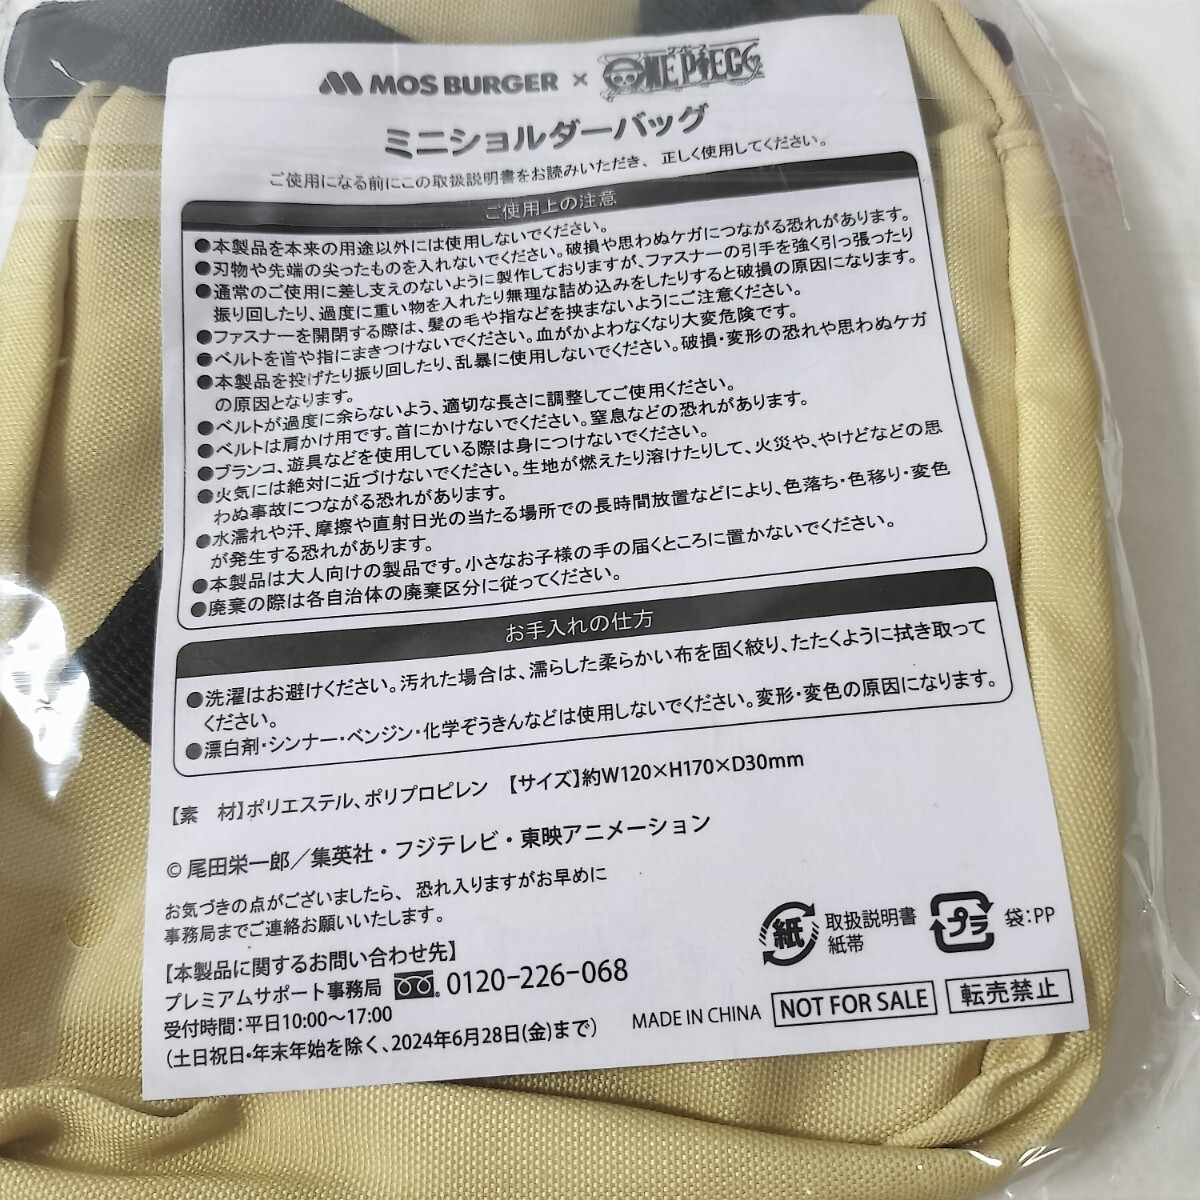 MOS BURGER × ONE PIECE
ミニショルダーバッグ
ご使用になる前にこの取扱説明書をお読みいただき、正しく使用してください。
ご使用上の注意
●本製品を本来の用途以外には使用しないでください。
●刃物や先端の尖ったものを入れないでください。破損や思わぬケガにつながる恐れがあります。
●通常のご使用に差し支えのないように製作しておりますが、ファスナーの引手を強く引っ張ったり
振り回したり、過度に重い物を入れたり無理な詰め込みをしたりすると破損の原因になります。
●ファスナーを開閉する際は、髪の毛や指などを挟まないようにご注意ください。
●ベルトを首や指にまきつけないでください。血がかよわなくなり大変危険です。
●本製品を投げたり振り回したり、乱暴に使用しないでください。破損・変形の恐れや思わぬケガ
の原因となります。
●ベルトが過度に余らないよう、適切な長さに調整してご使用ください。
●ベルトは肩かけ用です。首にかけないでください。窒息などの恐れがあります。
●ブランコ、遊具などを使用している際は身につけないでください。
●火気には絶対に近づけないでください。生地が燃えたり溶けたりして、火災や、やけどなどの思
わぬ事故につながる恐れがあります。
●水濡れや汗、摩擦や直射日光の当たる場所での長時間放置などにより、色落ち・色移り・変色
が発生する恐れがあります。
●本製品は大人向けの製品です。小さなお子様の手の届くところに置かないでください。
●廃棄の際は各自治体の廃棄区分に従ってください。
お手入れの仕方
●洗濯はお避けください。汚れた場合は、濡らした柔らかい布を固く絞り、たたくように拭き取って
ください。
●漂白剤・シンナー・ベンジン・化学ぞうきんなどは使用しないでください。変形・変色の原因になります。
【素 材】ポリエステル、ポリプロピレン 【サイズ】約W120×H170×D30mm
© 尾田栄一郎／集英社・フジテレビ・東映アニメーション
お気づきの点がございましたら、恐れ入りますがお早めに
事務局までご連絡お願いいたします。
【本製品に関するお問い合わせ先】
プレミアムサポート事務局 0120-226-068
受付時間：平日10:00〜17:00
(土日祝日・年末年始を除く、2024年6月28日(金)まで)
紙 取扱説明書
紙帯
プラ 袋：PP
MADE IN CHINA NOT FOR SALE 転売禁止